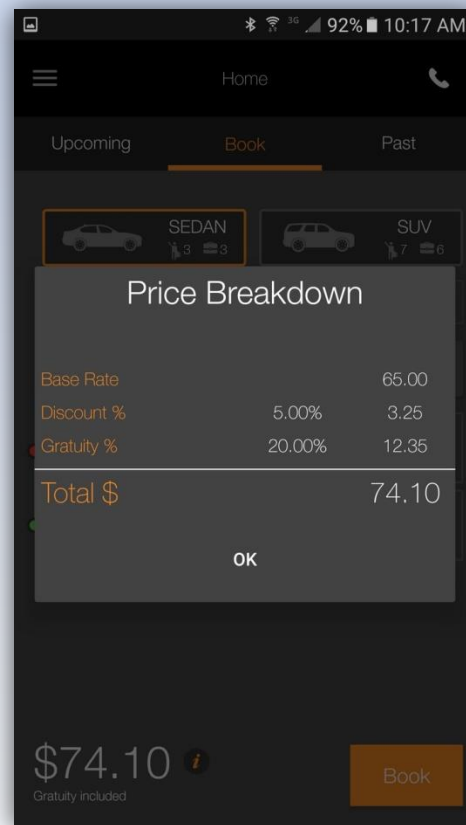 3G 92% 10:17 AM
Home
Upcoming Book Past
SEDAN SUV
3 3 7 6
Price Breakdown
Base Rate 65.00
Discount % 5.00% 3.25
Gratuity % 20.00% 12.35
Total $ 74.10
OK
$74.10 i
Gratuity included
Book